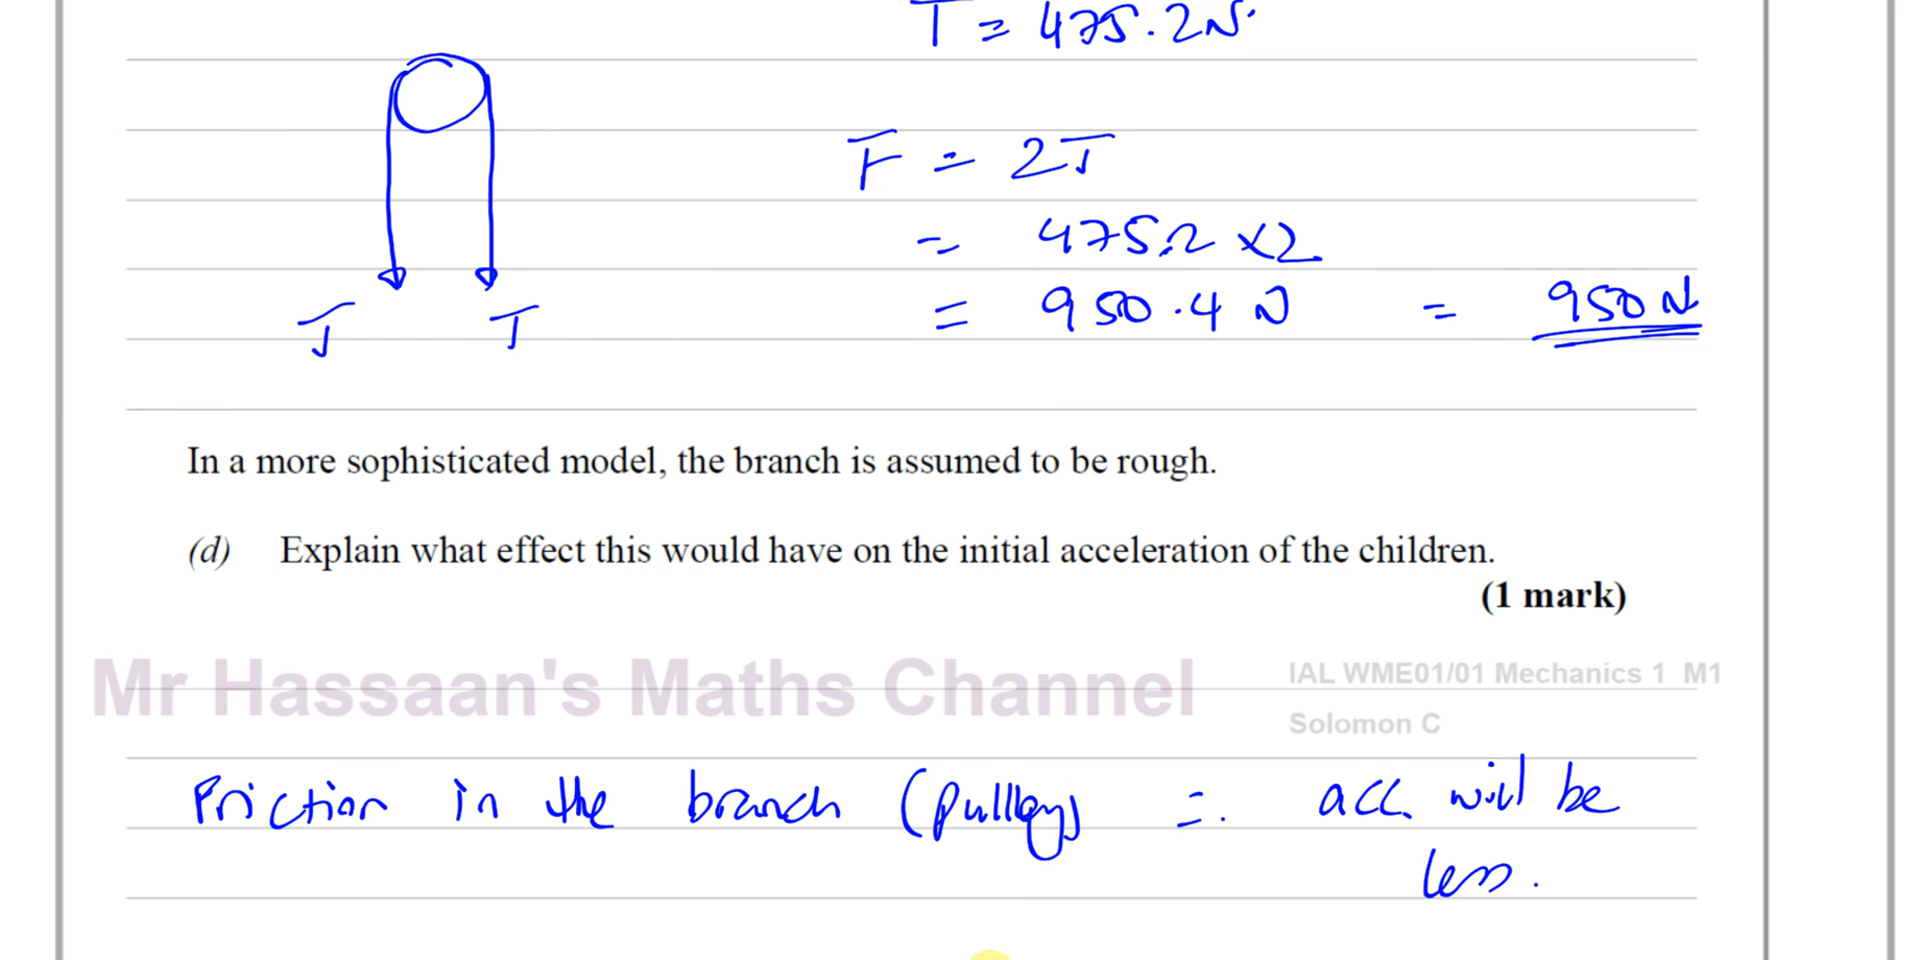 T = 475.2N.
F = 2T
= 475.2 x2
= 950.4 N = 950 N
T T
In a more sophisticated model, the branch is assumed to be rough.
(d) Explain what effect this would have on the initial acceleration of the children.
(1 mark)
Mr Hassaan's Maths Channel
IAL WME01/01 Mechanics 1 M1
Solomon C
Friction in the branch (pulley) = acc. will be
less.